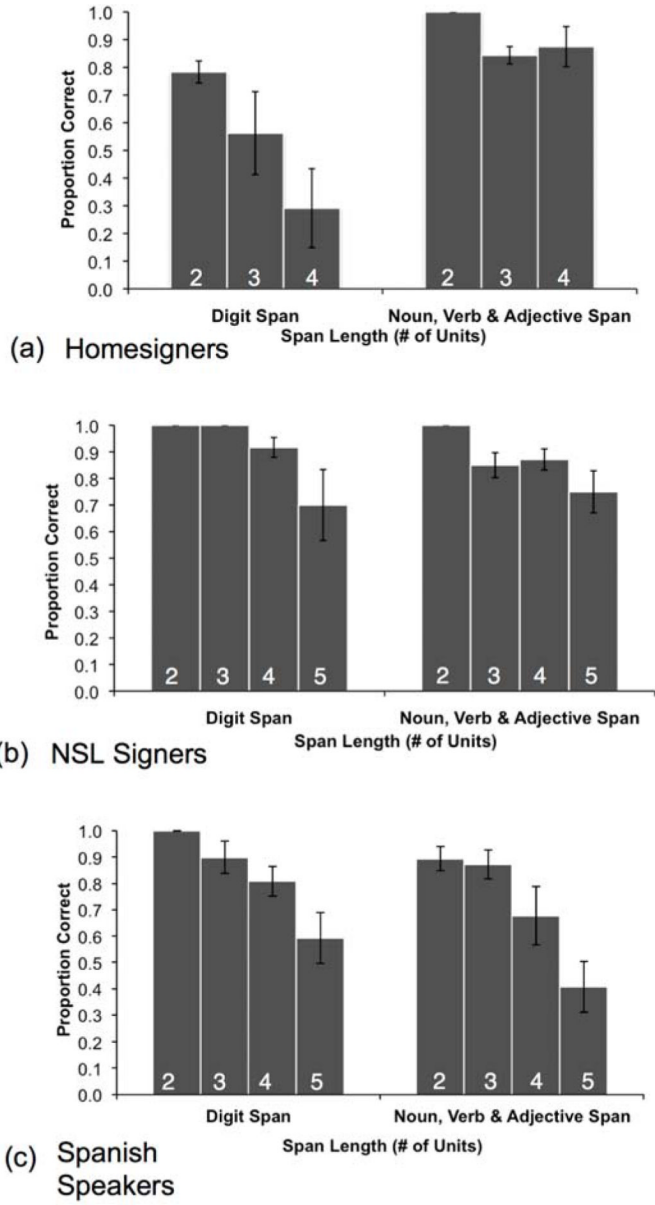 1.0
0.9
0.8
0.7
0.6
0.5
0.4
0.3
0.2
0.1
0.0
Proportion Correct
2 3 4 2 3 4
Digit Span Noun, Verb & Adjective Span
Span Length (# of Units)
(a) Homesigners
1.0
0.9
0.8
0.7
0.6
0.5
0.4
0.3
0.2
0.1
0.0
Proportion Correct
2 3 4 5 2 3 4 5
Digit Span Noun, Verb & Adjective Span
Span Length (# of Units)
(b) NSL Signers
1.0
0.9
0.8
0.7
0.6
0.5
0.4
0.3
0.2
0.1
0.0
Proportion Correct
2 3 4 5 2 3 4 5
Digit Span Noun, Verb & Adjective Span
Span Length (# of Units)
(c) Spanish
Speakers